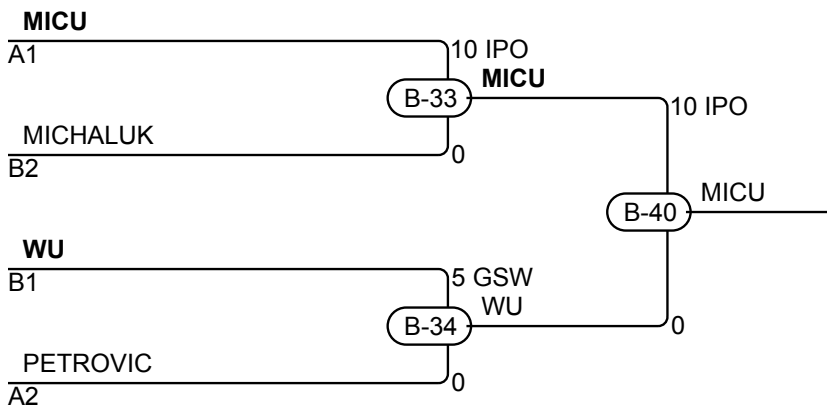 MICU
A1
10 IPO
B-33
MICU
MICHALUK
B2
0
10 IPO
B-40
MICU
0
WU
B1
5 GSW
B-34
WU
PETROVIC
A2
0